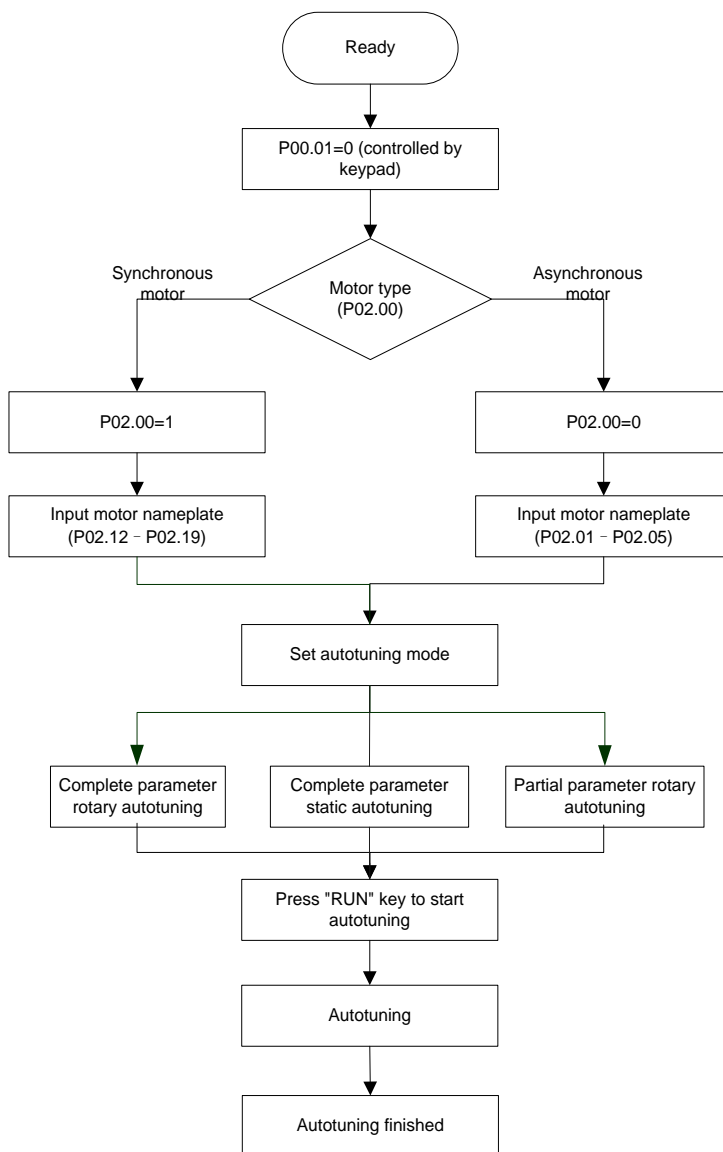 Ready
P00.01=0 (controlled by
keypad)
Synchronous
motor
Motor type
(P02.00)
Asynchronous
motor
P02.00=1
P02.00=0
Input motor nameplate
(P02.12–P02.19)
Input motor nameplate
(P02.01–P02.05)
Set autotuning mode
Complete parameter
rotary autotuning
Complete parameter
static autotuning
Partial parameter rotary
autotuning
Press "RUN" key to start
autotuning
Autotuning
Autotuning finished